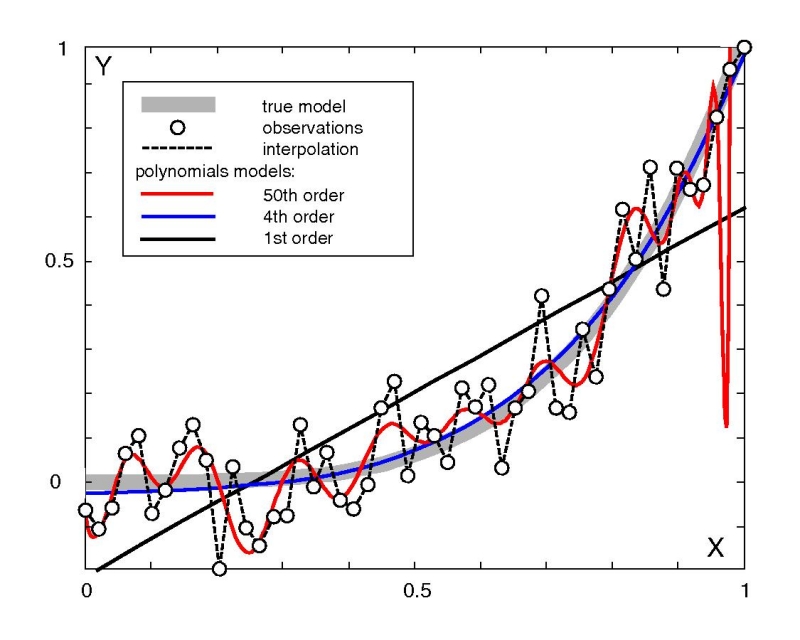 1
Y
true model
observations
interpolation
polynomials models:
50th order
4th order
1st order
0.5
0
X
0
0.5
1